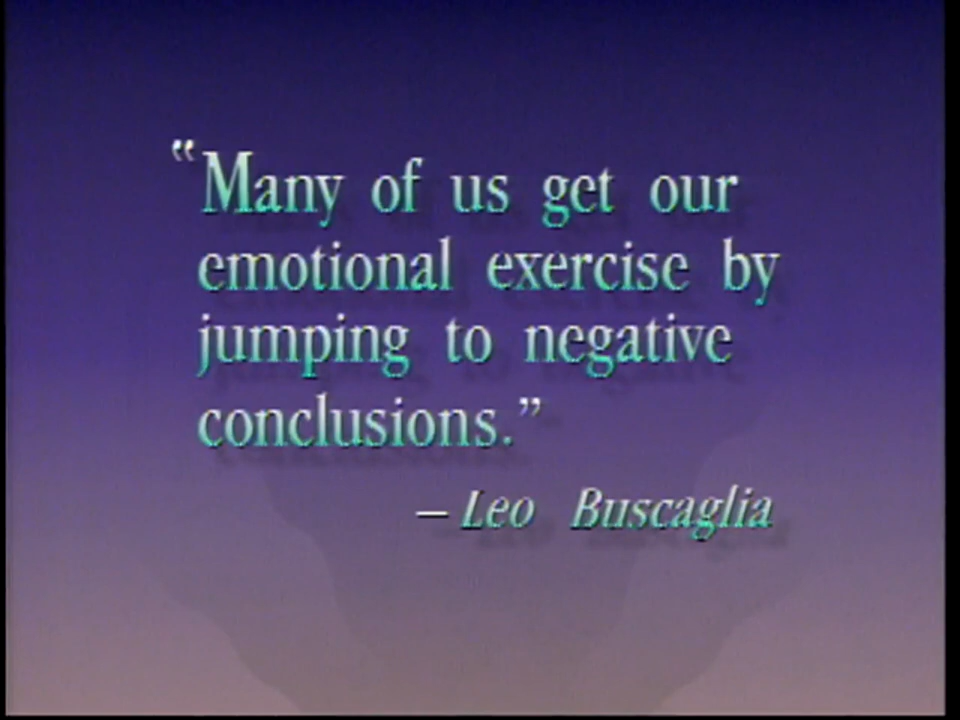 “Many of us get our
emotional exercise by
jumping to negative
conclusions.”
– Leo Buscaglia